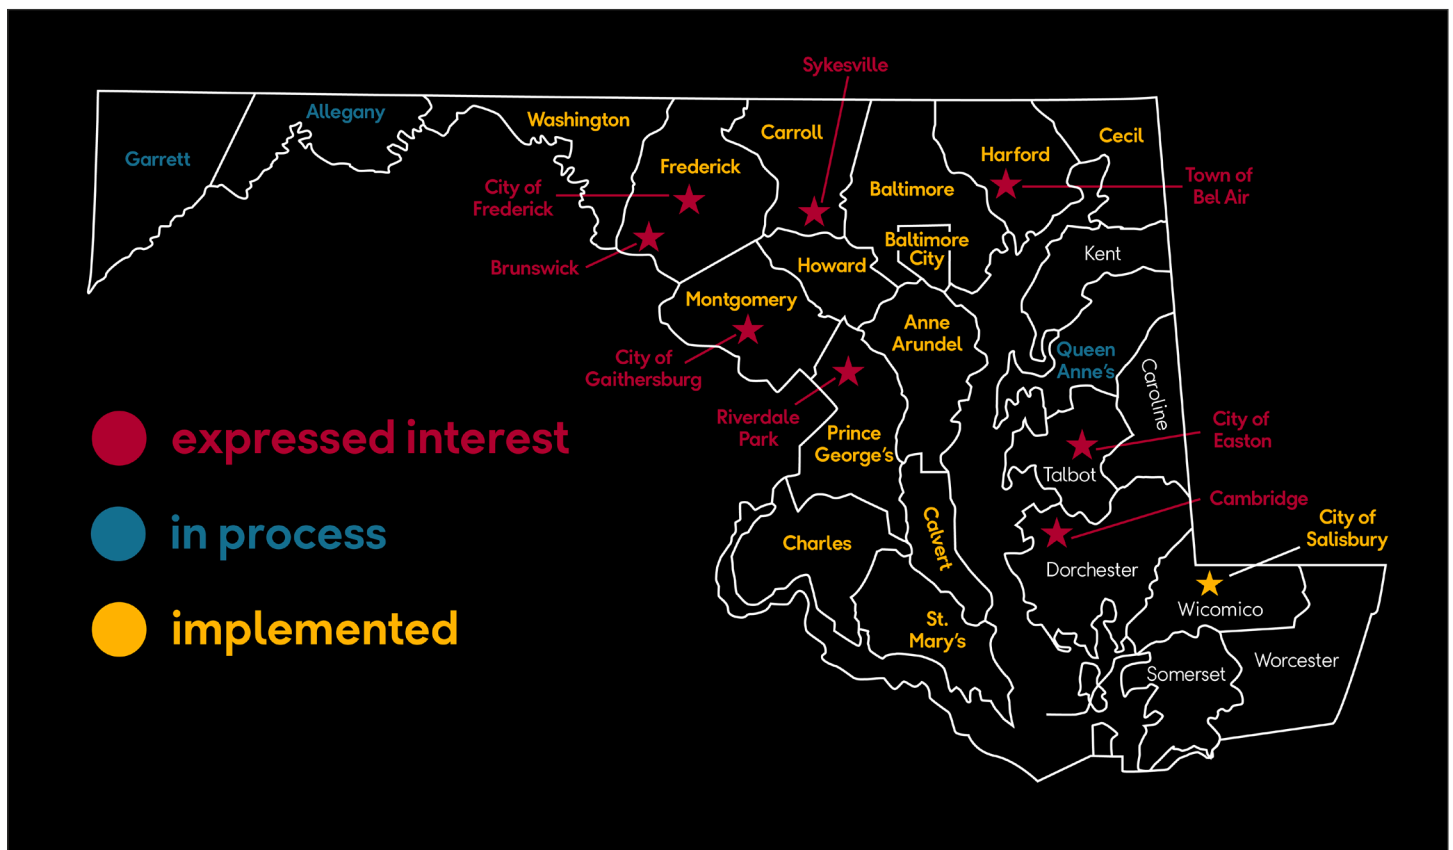 Sykesville
Allegany
Washington
Carroll
Cecil
Garrett
Frederick
Harford
Town of
Bel Air
City of
Frederick
Baltimore
Baltimore
City
Kent
Brunswick
Howard
Montgomery
Anne
Arundel
Queen
Anne's
City of
Gaithersburg
Caroline
Riverdale
Park
Prince
George's
City of
Easton
expressed interest
Talbot
Cambridge
in process
Charles
Calvert
City of
Salisbury
Dorchester
Wicomico
implemented
St.
Mary's
Somerset
Worcester